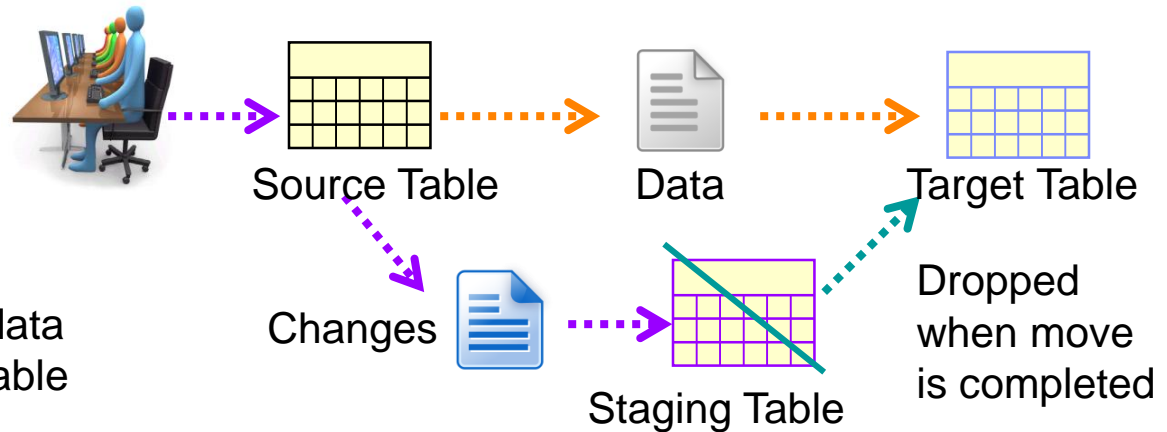 Source Table
Data
Target Table
Changes
Staging Table
Dropped
when move
is completed